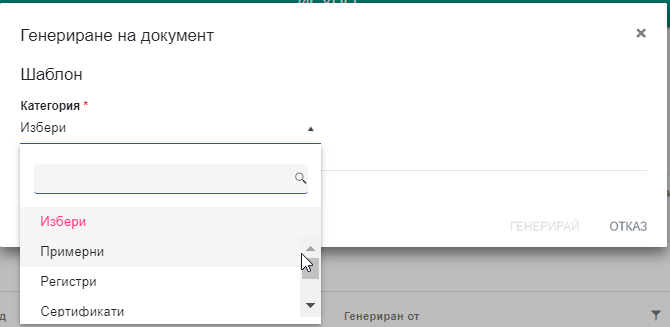 Генериране на документ
×
Шаблон
Категория *
Избери
Избери
Примерни
Регистри
Сертификати
ГЕНЕРИРАЙ ОТКАЗ
д Генериран от